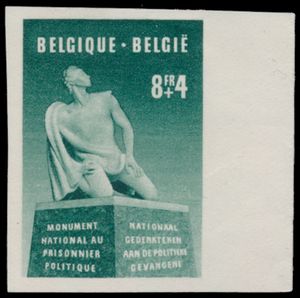 BELGIQUE · BELGIË
8FR+4
MONUMENT
NATIONAL AU
PRISONNIER
POLITIQUE
NATIONAAL
GEDENKTEKEN
AAN DE POLITIEKE
GEVANGENE